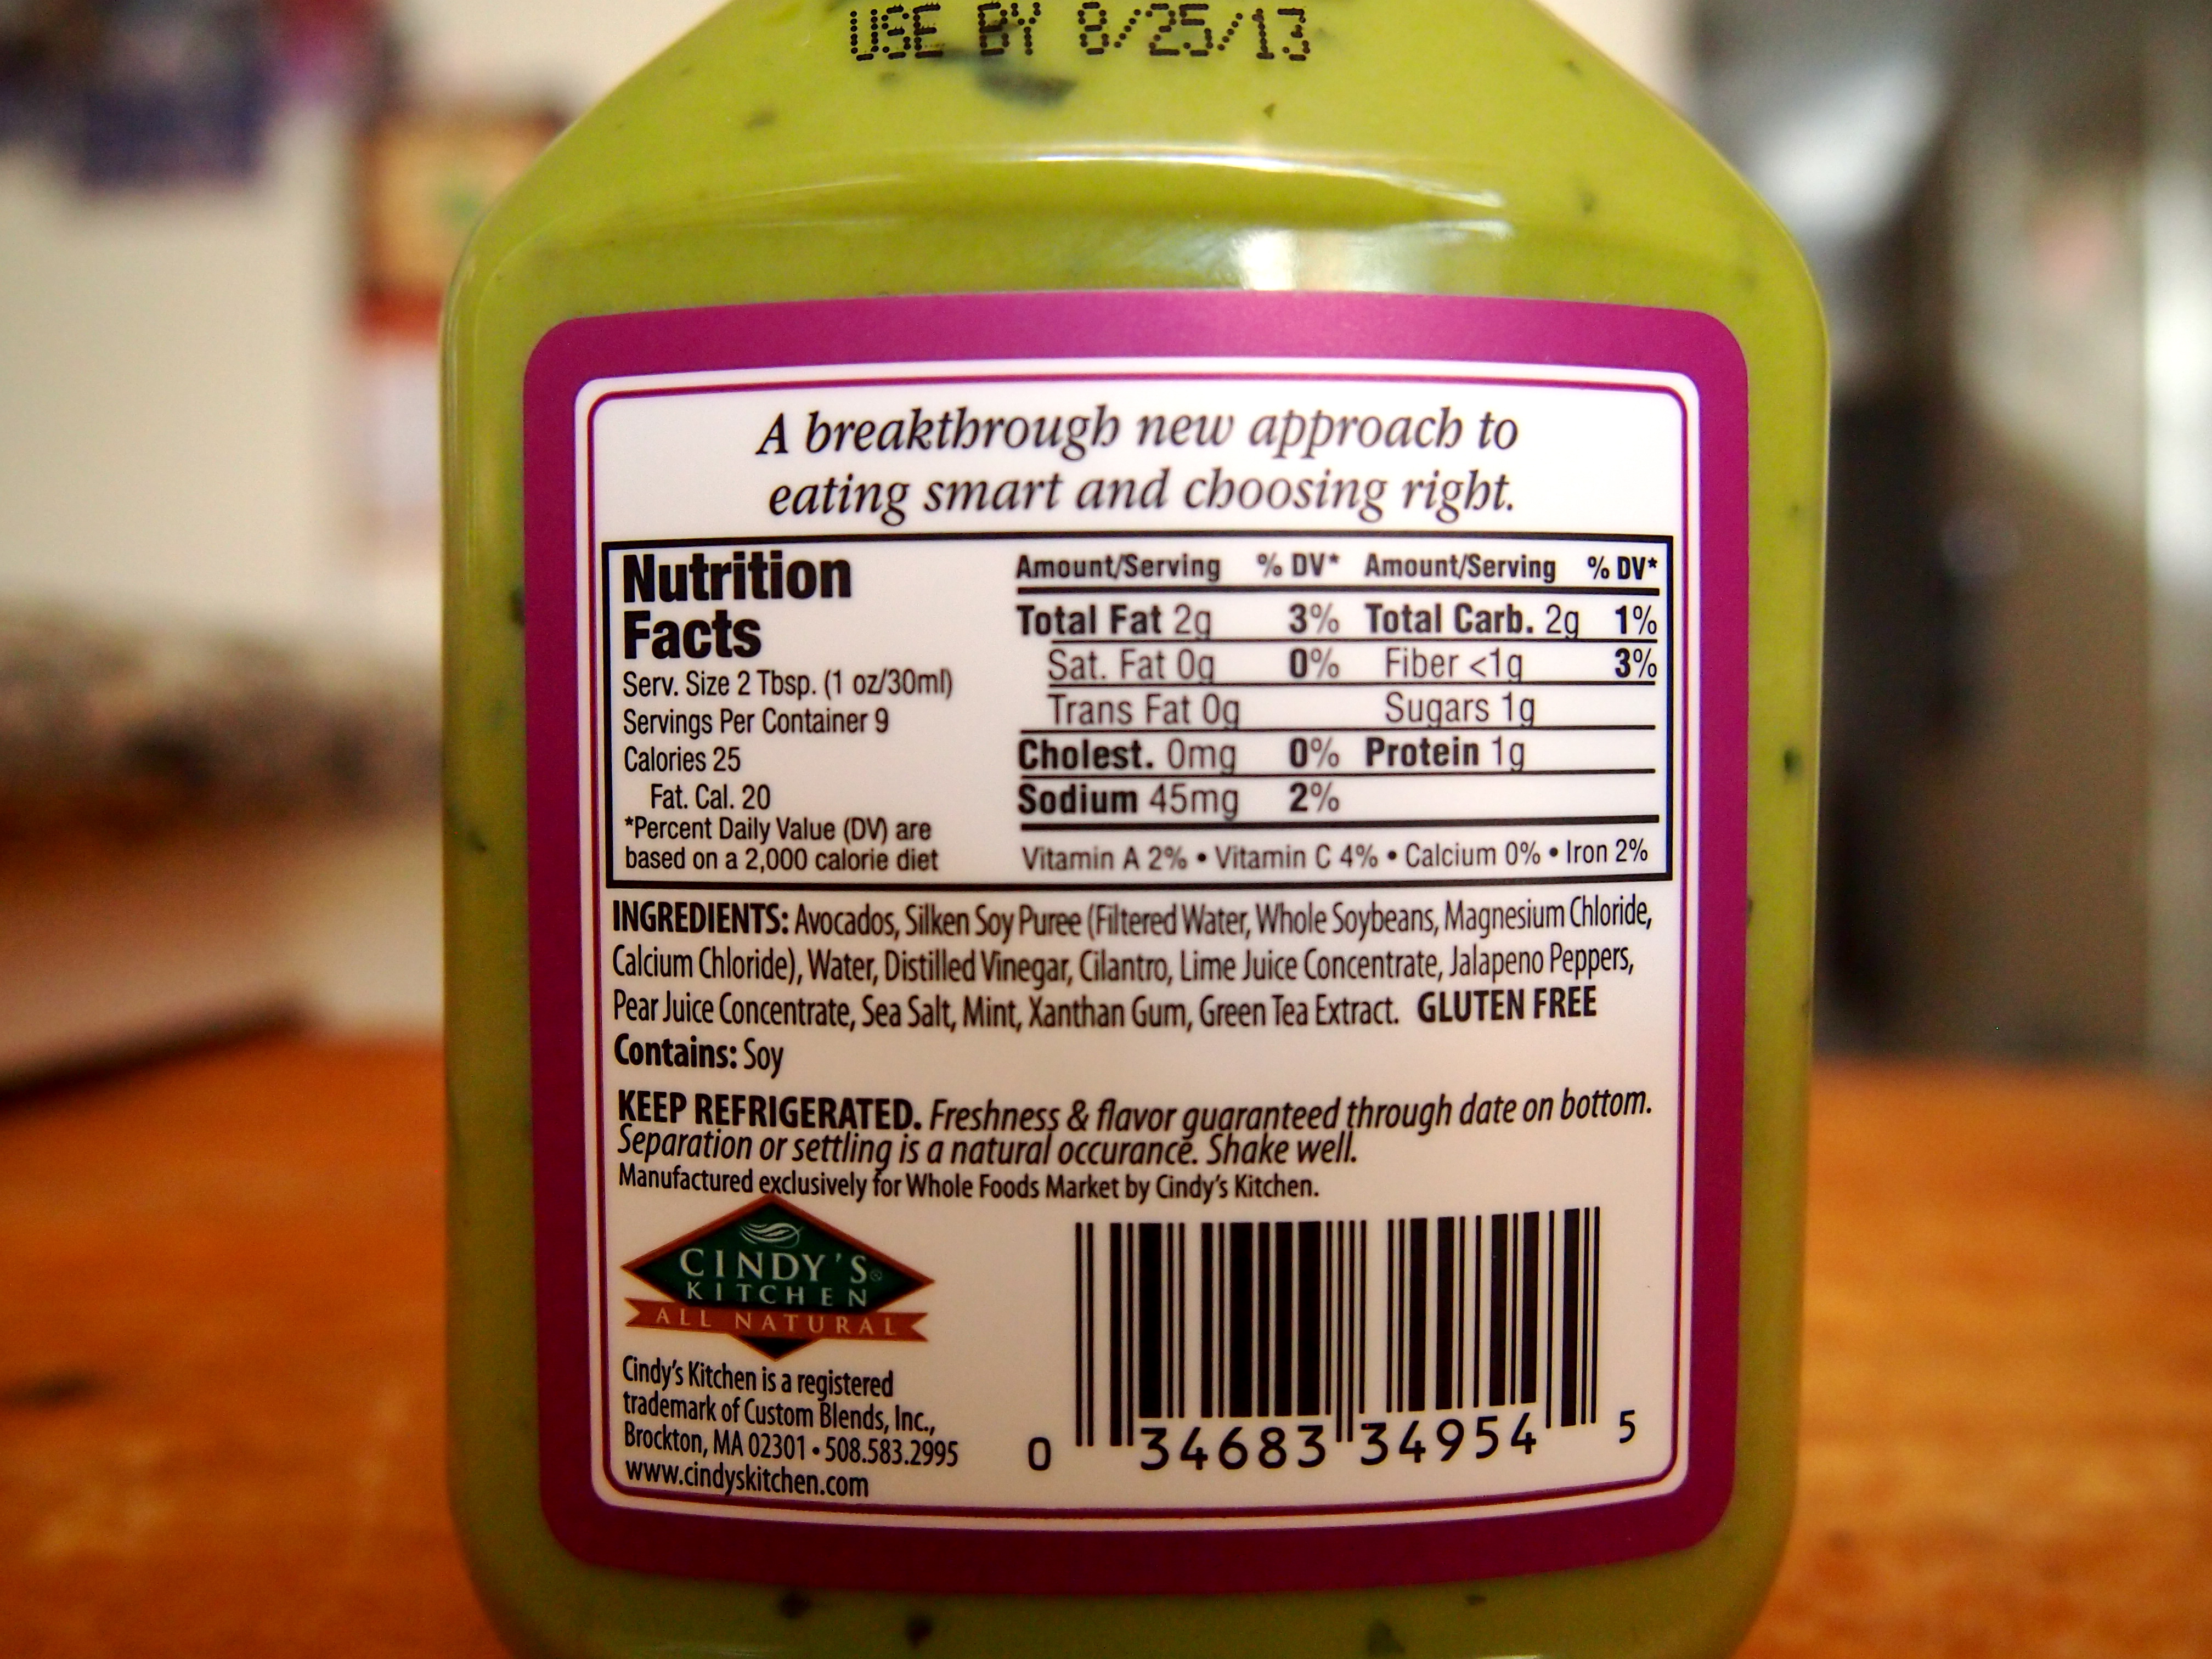 USE BY 8/25/13
A breakthrough new approach to
eating smart and choosing right.
Nutrition
Facts
Serv. Size 2 Tbsp. (1 oz/30ml)
Servings Per Container 9
Calories 25
Fat. Cal. 20
*Percent Daily Value (DV) are
based on a 2,000 calorie diet
Amount/Serving % DV* Amount/Serving % DV*
Total Fat 2g 3% Total Carb. 2g 1%
Sat. Fat 0g 0% Fiber <1g 3%
Trans Fat 0g Sugars 1g
Cholest. 0mg 0% Protein 1g
Sodium 45mg 2%
Vitamin A 2% • Vitamin C 4% • Calcium 0% • Iron 2%
INGREDIENTS: Avocados, Silken Soy Puree (Filtered Water, Whole Soybeans, Magnesium Chloride,
Calcium Chloride), Water, Distilled Vinegar, Cilantro, Lime Juice Concentrate, Jalapeno Peppers,
Pear Juice Concentrate, Sea Salt, Mint, Xanthan Gum, Green Tea Extract. GLUTEN FREE
Contains: Soy
KEEP REFRIGERATED. Freshness & flavor guaranteed through date on bottom.
Separation or settling is a natural occurance. Shake well.
Manufactured exclusively for Whole Foods Market by Cindy's Kitchen.
CINDY'S®
KITCHEN
ALL NATURAL
Cindy's Kitchen is a registered
trademark of Custom Blends, Inc.,
Brockton, MA 02301 • 508.583.2995
www.cindyskitchen.com
0 34683 34954 5